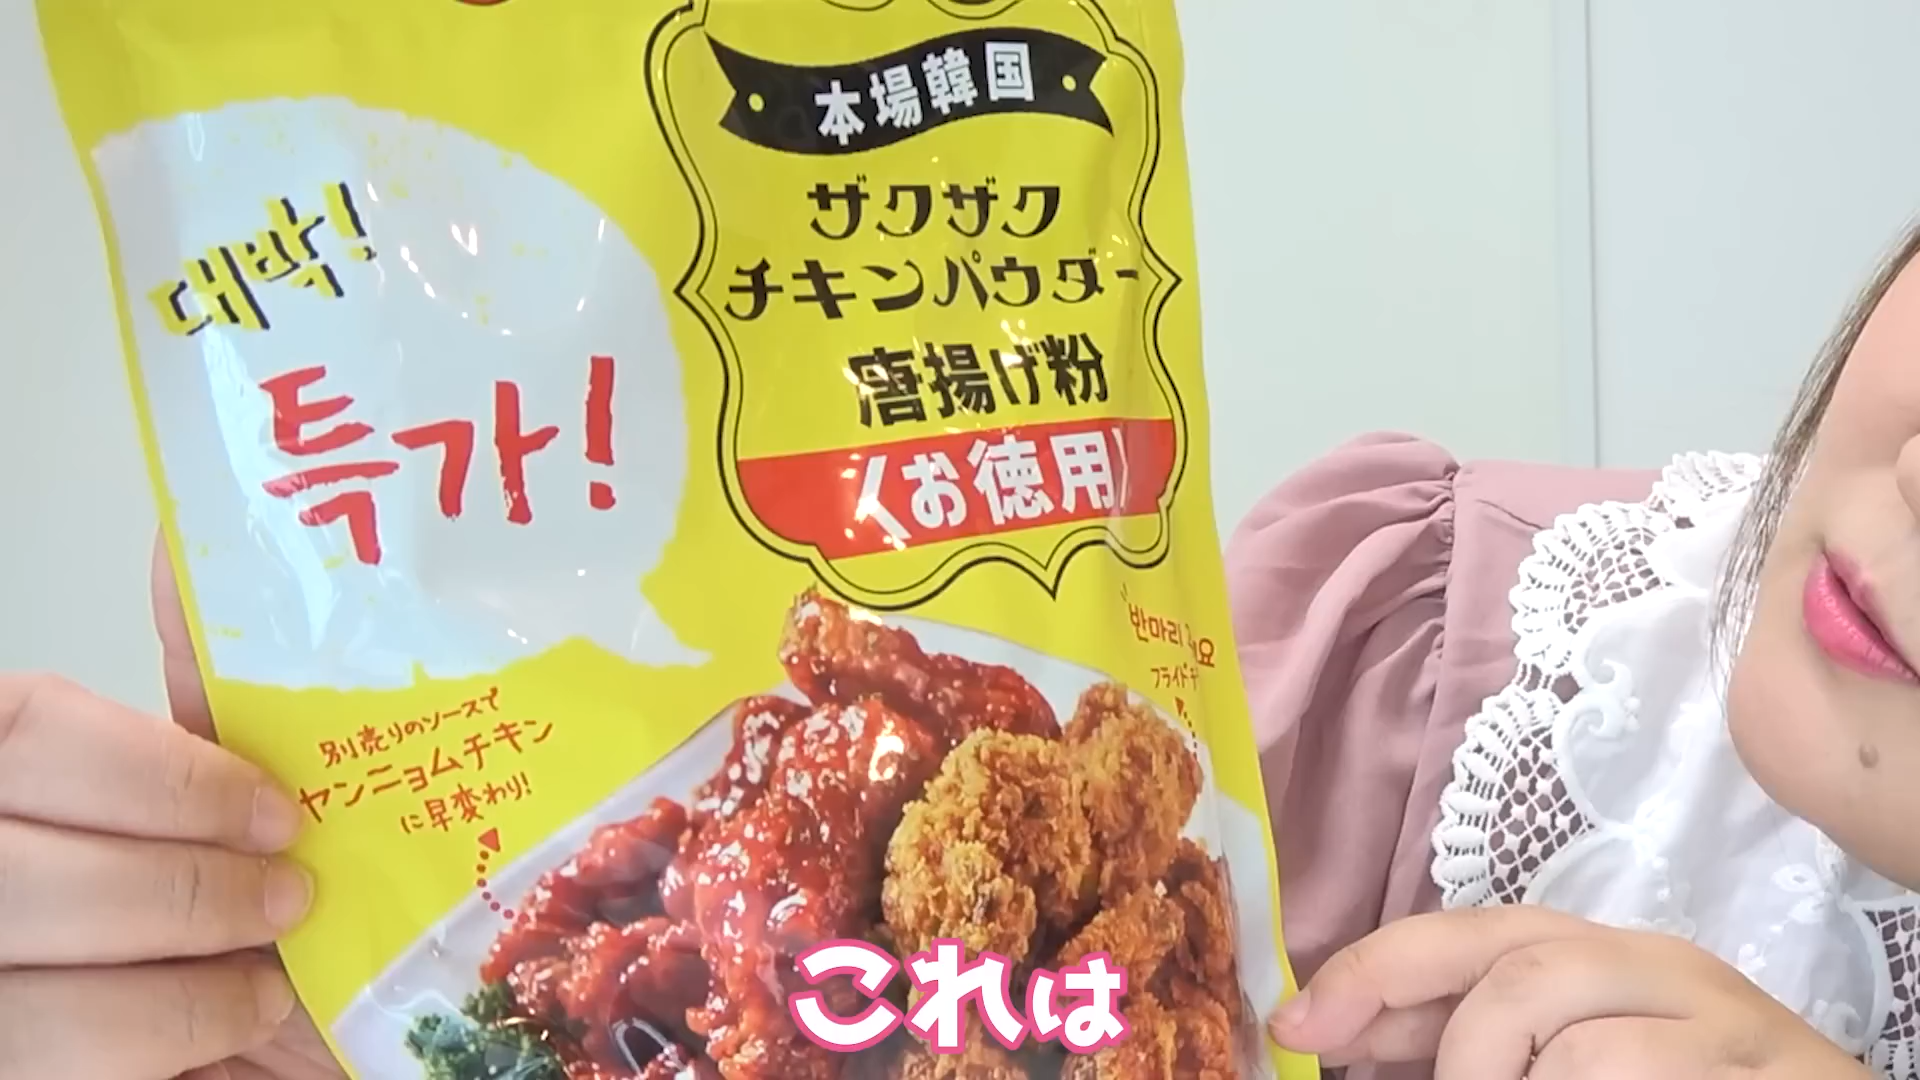 本場韓国
ザクザク
チキンパウダー
唐揚げ粉
〈お徳用〉
대박!
특가!
반마리
フライドチ
別売りのソースで
ヤンニョムチキン
に早変わり!
これは